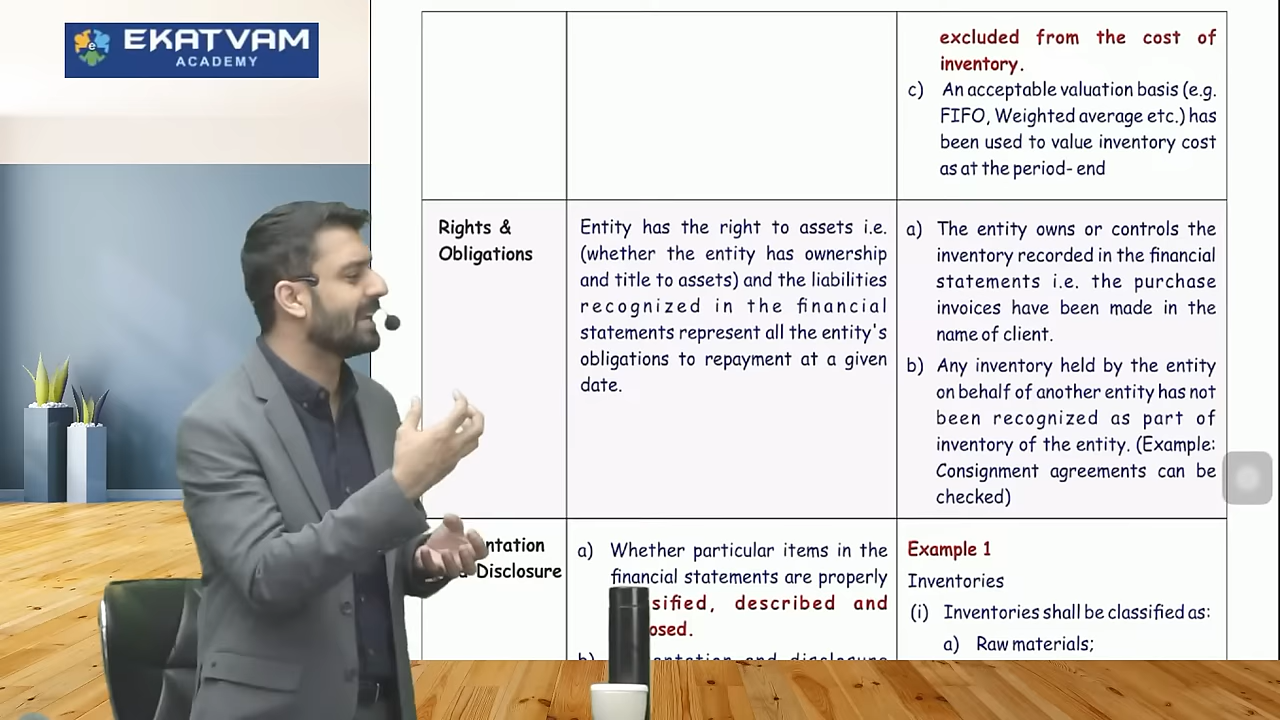 EKATVAM
ACADEMY
excluded from the cost of
inventory.
c) An acceptable valuation basis (e.g.
FIFO, Weighted average etc.) has
been used to value inventory cost
as at the period- end
Rights &
Obligations
Entity has the right to assets i.e.
(whether the entity has ownership
and title to assets) and the liabilities
recognized in the financial
statements represent all the entity's
obligations to repayment at a given
date.
a) The entity owns or controls the
inventory recorded in the financial
statements i.e. the purchase
invoices have been made in the
name of client.
b) Any inventory held by the entity
on behalf of another entity has not
been recognized as part of
inventory of the entity. (Example:
Consignment agreements can be
checked)
ntation
Disclosure
a) Whether particular items in the
financial statements are properly
sified, described and
osed.
disclosure
Example 1
Inventories
(i) Inventories shall be classified as:
a) Raw materials;